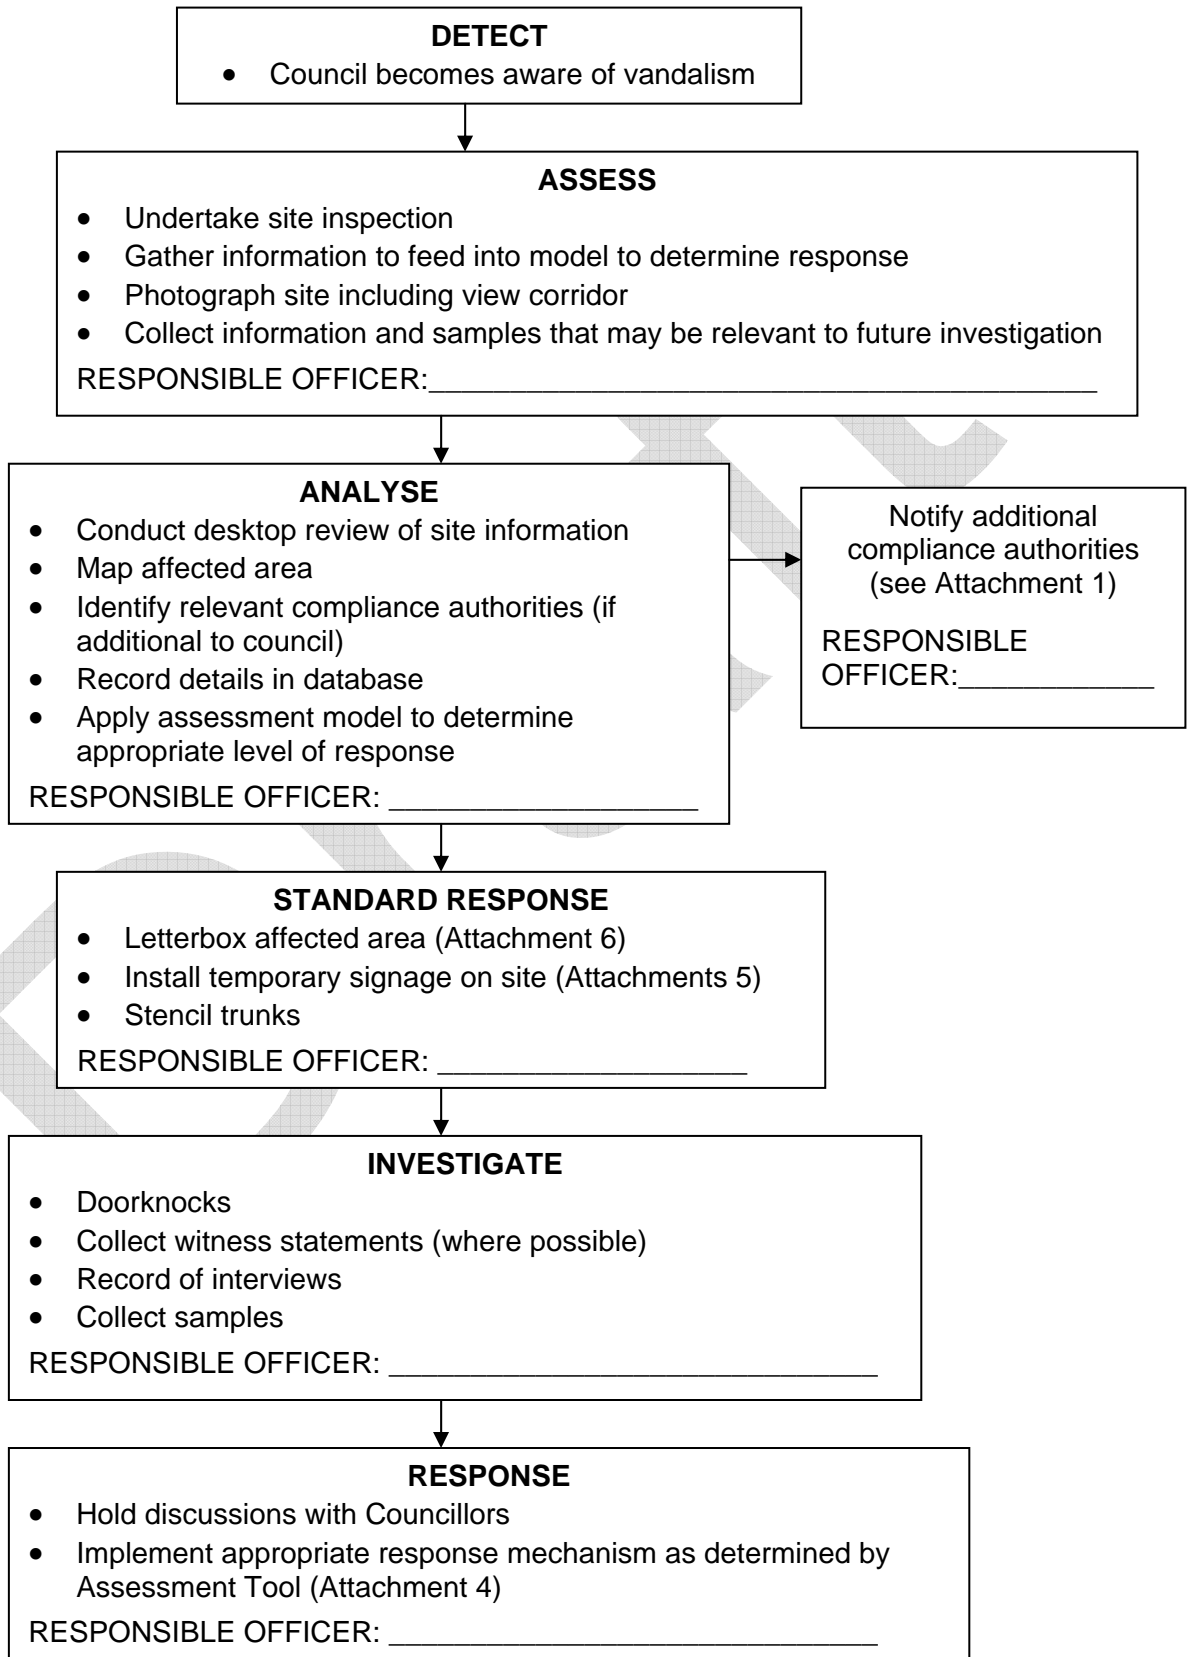 DETECT
• Council becomes aware of vandalism
ASSESS
• Undertake site inspection
• Gather information to feed into model to determine response
• Photograph site including view corridor
• Collect information and samples that may be relevant to future investigation
RESPONSIBLE OFFICER:_________________________________________
ANALYSE
• Conduct desktop review of site information
• Map affected area
• Identify relevant compliance authorities (if
additional to council)
• Record details in database
• Apply assessment model to determine
appropriate level of response
RESPONSIBLE OFFICER: ___________________
Notify additional
compliance authorities
(see Attachment 1)
RESPONSIBLE
OFFICER:____________
STANDARD RESPONSE
• Letterbox affected area (Attachment 6)
• Install temporary signage on site (Attachments 5)
• Stencil trunks
RESPONSIBLE OFFICER: ___________________
INVESTIGATE
• Doorknocks
• Collect witness statements (where possible)
• Record of interviews
• Collect samples
RESPONSIBLE OFFICER: ______________________________
RESPONSE
• Hold discussions with Councillors
• Implement appropriate response mechanism as determined by
Assessment Tool (Attachment 4)
RESPONSIBLE OFFICER: ______________________________